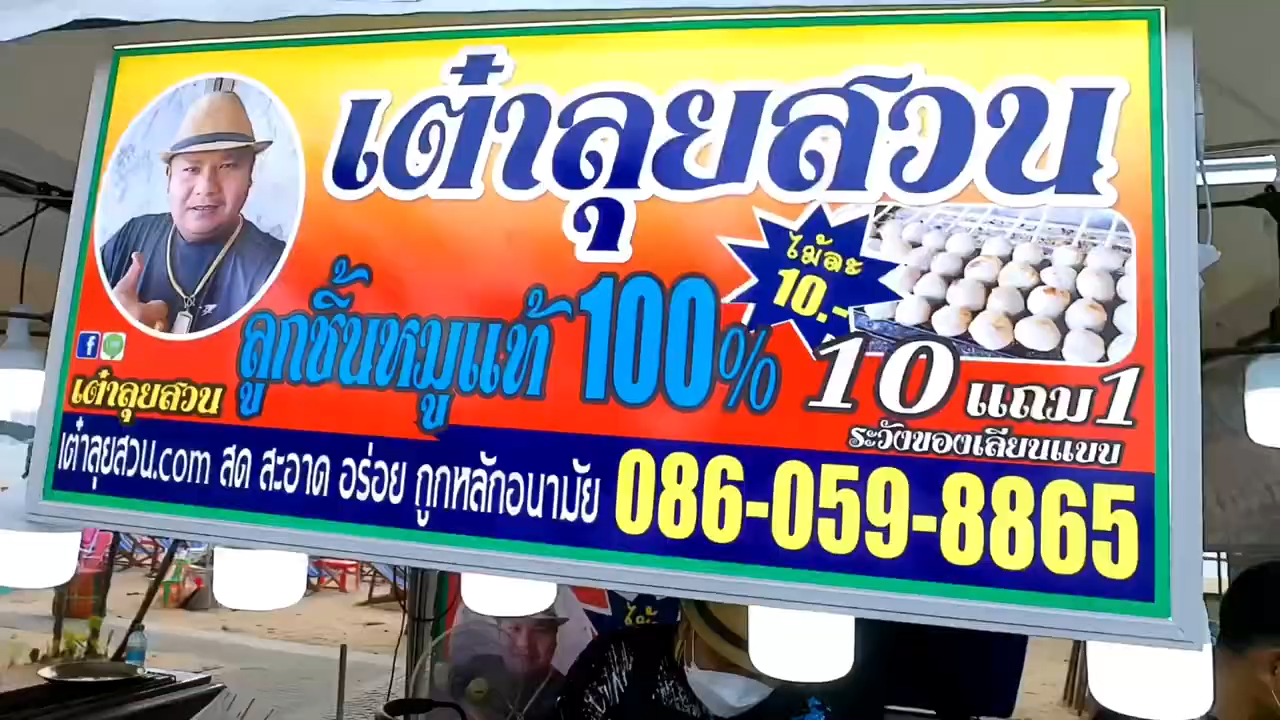 เต๋าลุยสวน
ไม้ละ
10.-
ลูกชิ้นหมูแท้ 100%
10 แถม 1
ระวังของเลียนแบบ
เต๋าลุยสวน
เต๋าลุยสวน.com สด สะอาด อร่อย ถูกหลักอนามัย
086-059-8865